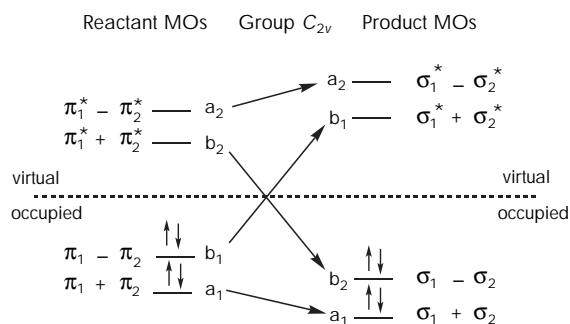 Reactant MOs Group C₂ᵥ Product MOs
π₁* – π₂* a₂ a₂ σ₁* – σ₂*
π₁* + π₂* b₂ b₁ σ₁* + σ₂*
virtual virtual
occupied occupied
π₁ – π₂ b₁ b₂ σ₁ – σ₂
π₁ + π₂ a₁ a₁ σ₁ + σ₂